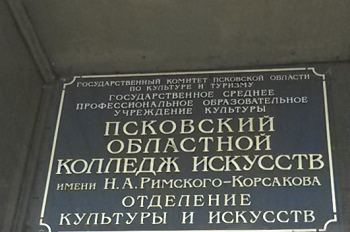 ГОСУДАРСТВЕННЫЙ КОМИТЕТ ПСКОВСКОЙ ОБЛАСТИ
ПО КУЛЬТУРЕ И ТУРИЗМУ
ГОСУДАРСТВЕННОЕ СРЕДНЕЕ
ПРОФЕССИОНАЛЬНОЕ ОБРАЗОВАТЕЛЬНОЕ
УЧРЕЖДЕНИЕ КУЛЬТУРЫ
ПСКОВСКИЙ
ОБЛАСТНОЙ
КОЛЛЕДЖ ИСКУССТВ
ИМЕНИ Н.А.РИМСКОГО-КОРСАКОВА
ОТДЕЛЕНИЕ
КУЛЬТУРЫ И ИСКУССТВ